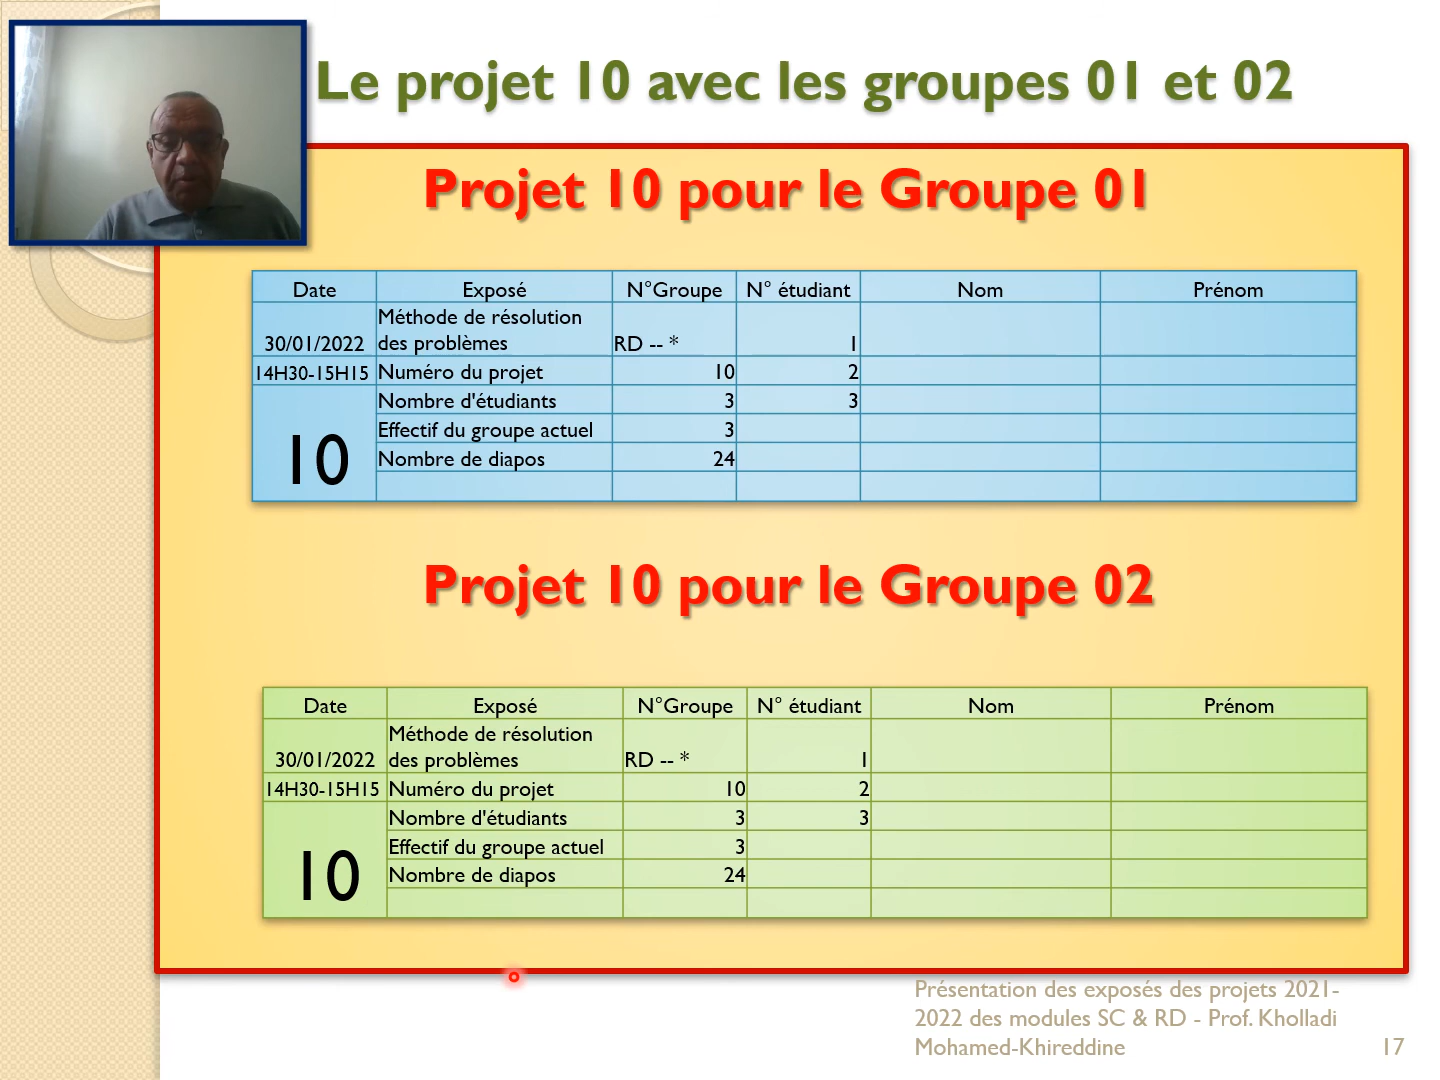 Le projet 10 avec les groupes 01 et 02
Projet 10 pour le Groupe 01
Date Exposé N°Groupe N° étudiant Nom Prénom
Méthode de résolution
30/01/2022 des problèmes RD -- * 1
14H30-15H15 Numéro du projet 10 2
Nombre d'étudiants 3 3
Effectif du groupe actuel 3
10
Nombre de diapos 24
Projet 10 pour le Groupe 02
Date Exposé N°Groupe N° étudiant Nom Prénom
Méthode de résolution
30/01/2022 des problèmes RD -- * 1
14H30-15H15 Numéro du projet 10 2
Nombre d'étudiants 3 3
Effectif du groupe actuel 3
10
Nombre de diapos 24
Présentation des exposés des projets 2021-
2022 des modules SC & RD - Prof. Kholladi
Mohamed-Khireddine 17